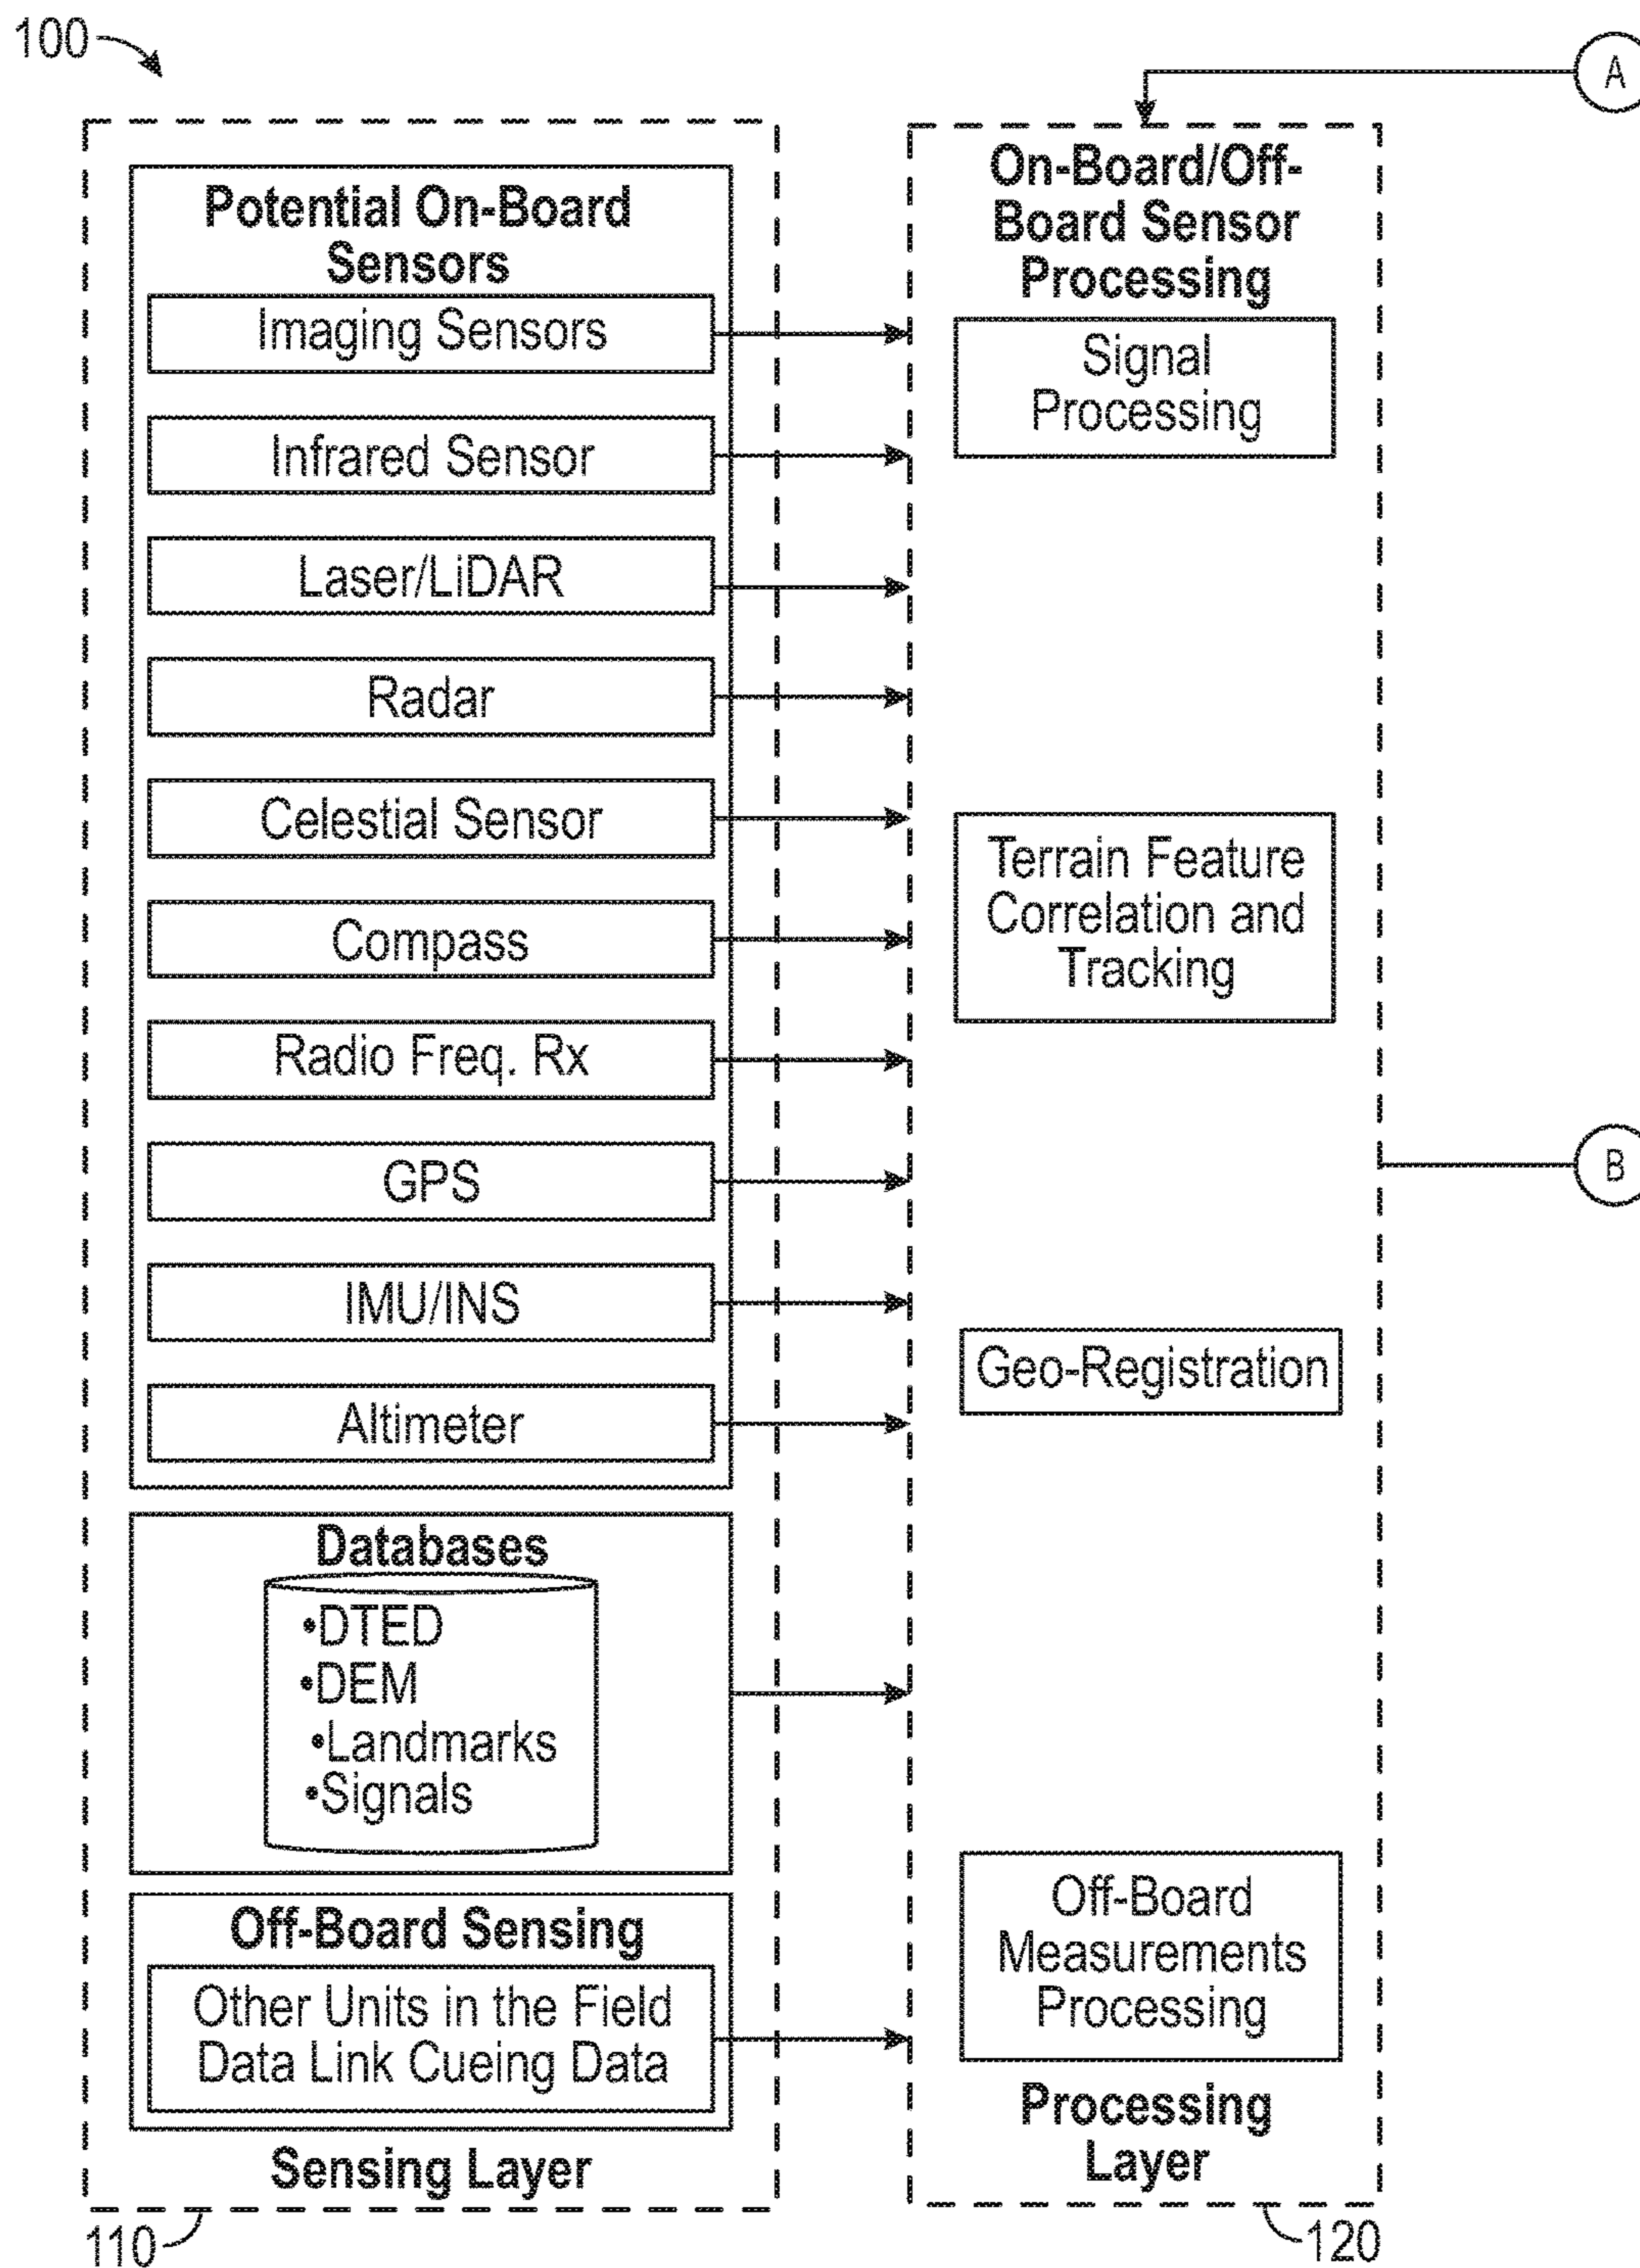 100
A
Potential On-Board
Sensors
Imaging Sensors
Infrared Sensor
Laser/LiDAR
Radar
Celestial Sensor
Compass
Radio Freq. Rx
GPS
IMU/INS
Altimeter
Databases
•DTED
•DEM
•Landmarks
•Signals
Off-Board Sensing
Other Units in the Field
Data Link Cueing Data
Sensing Layer
110
On-Board/Off-
Board Sensor
Processing
Signal
Processing
Terrain Feature
Correlation and
Tracking
B
Geo-Registration
Off-Board
Measurements
Processing
Processing
Layer
120